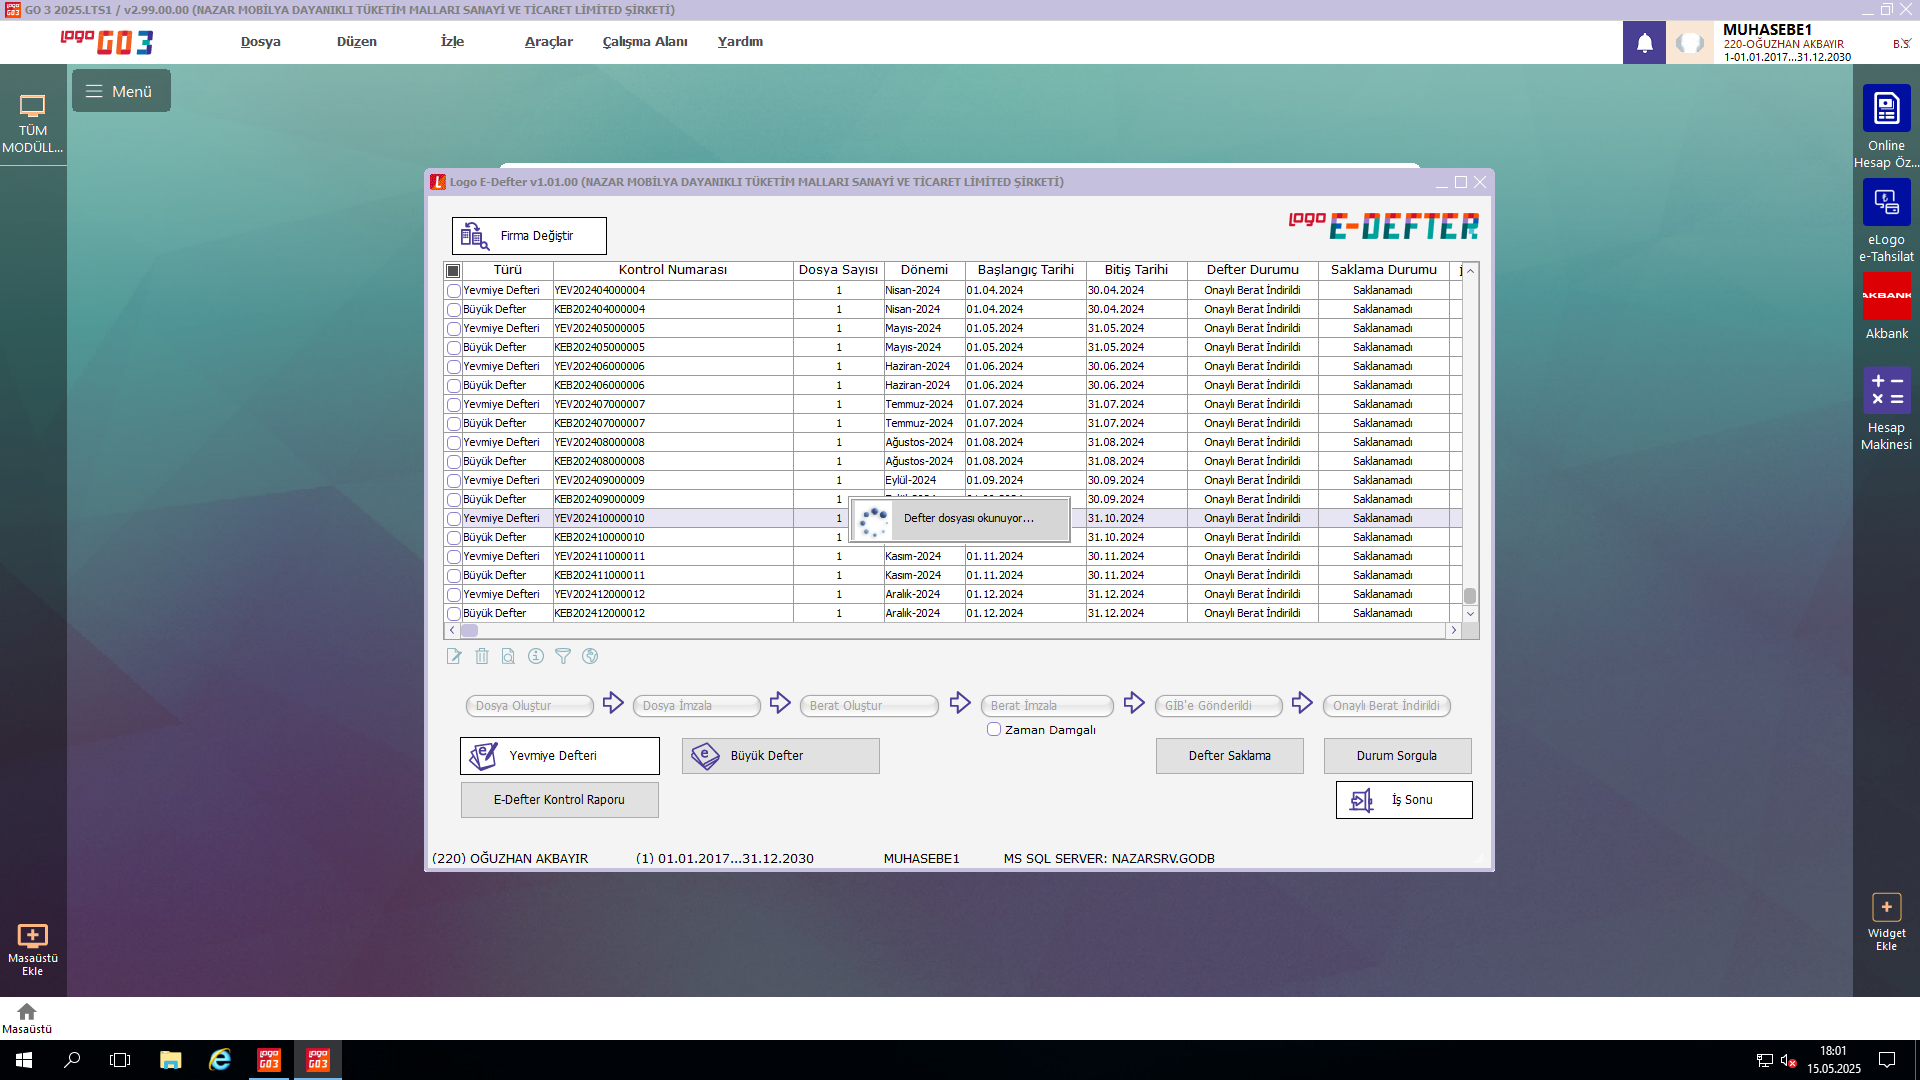 GO 3 2025.LTS1 / v2.99.00.00 (NAZAR MOBİLYA DAYANIKLI TÜKETİM MALLARI SANAYİ VE TİCARET LİMİTED ŞİRKETİ)
LOGO GO 3
Dosya Düzen İzle Araçlar Çalışma Alanı Yardım
MUHASEBE1
220-OĞUZHAN AKBAYIR
1-01.01.2017...31.12.2030
B.S
Menü
TÜM
MODÜLL...
Online
Hesap Öz...
eLogo
e-Tahsilat
AKBANK
Akbank
Hesap
Makinesi
Logo E-Defter v1.01.00 (NAZAR MOBİLYA DAYANIKLI TÜKETİM MALLARI SANAYİ VE TİCARET LİMİTED ŞİRKETİ)
Firma Değiştir
LOGO E-DEFTER
Türü Kontrol Numarası Dosya Sayısı Dönemi Başlangıç Tarihi Bitiş Tarihi Defter Durumu Saklama Durumu
Yevmiye Defteri YEV202404000004 1 Nisan-2024 01.04.2024 30.04.2024 Onaylı Berat İndirildi Saklanamadı
Büyük Defter KEB202404000004 1 Nisan-2024 01.04.2024 30.04.2024 Onaylı Berat İndirildi Saklanamadı
Yevmiye Defteri YEV202405000005 1 Mayıs-2024 01.05.2024 31.05.2024 Onaylı Berat İndirildi Saklanamadı
Büyük Defter KEB202405000005 1 Mayıs-2024 01.05.2024 31.05.2024 Onaylı Berat İndirildi Saklanamadı
Yevmiye Defteri YEV202406000006 1 Haziran-2024 01.06.2024 30.06.2024 Onaylı Berat İndirildi Saklanamadı
Büyük Defter KEB202406000006 1 Haziran-2024 01.06.2024 30.06.2024 Onaylı Berat İndirildi Saklanamadı
Yevmiye Defteri YEV202407000007 1 Temmuz-2024 01.07.2024 31.07.2024 Onaylı Berat İndirildi Saklanamadı
Büyük Defter KEB202407000007 1 Temmuz-2024 01.07.2024 31.07.2024 Onaylı Berat İndirildi Saklanamadı
Yevmiye Defteri YEV202408000008 1 Ağustos-2024 01.08.2024 31.08.2024 Onaylı Berat İndirildi Saklanamadı
Büyük Defter KEB202408000008 1 Ağustos-2024 01.08.2024 31.08.2024 Onaylı Berat İndirildi Saklanamadı
Yevmiye Defteri YEV202409000009 1 Eylül-2024 01.09.2024 30.09.2024 Onaylı Berat İndirildi Saklanamadı
Büyük Defter KEB202409000009 1 30.09.2024 Onaylı Berat İndirildi Saklanamadı
Yevmiye Defteri YEV202410000010 1 31.10.2024 Onaylı Berat İndirildi Saklanamadı
Defter dosyası okunuyor...
Büyük Defter KEB202410000010 1 31.10.2024 Onaylı Berat İndirildi Saklanamadı
Yevmiye Defteri YEV202411000011 1 Kasım-2024 01.11.2024 30.11.2024 Onaylı Berat İndirildi Saklanamadı
Büyük Defter KEB202411000011 1 Kasım-2024 01.11.2024 30.11.2024 Onaylı Berat İndirildi Saklanamadı
Yevmiye Defteri YEV202412000012 1 Aralık-2024 01.12.2024 31.12.2024 Onaylı Berat İndirildi Saklanamadı
Büyük Defter KEB202412000012 1 Aralık-2024 01.12.2024 31.12.2024 Onaylı Berat İndirildi Saklanamadı
Dosya Oluştur Dosya İmzala Berat Oluştur Berat İmzala GİB'e Gönderildi Onaylı Berat İndirildi
Zaman Damgalı
Yevmiye Defteri Büyük Defter Defter Saklama Durum Sorgula
E-Defter Kontrol Raporu İş Sonu
(220) OĞUZHAN AKBAYIR (1) 01.01.2017...31.12.2030 MUHASEBE1 MS SQL SERVER: NAZARSRV.GODB
Masaüstü
Ekle
Widget
Ekle
Masaüstü
LOGO GO3
LOGO GO3
18:01
15.05.2025